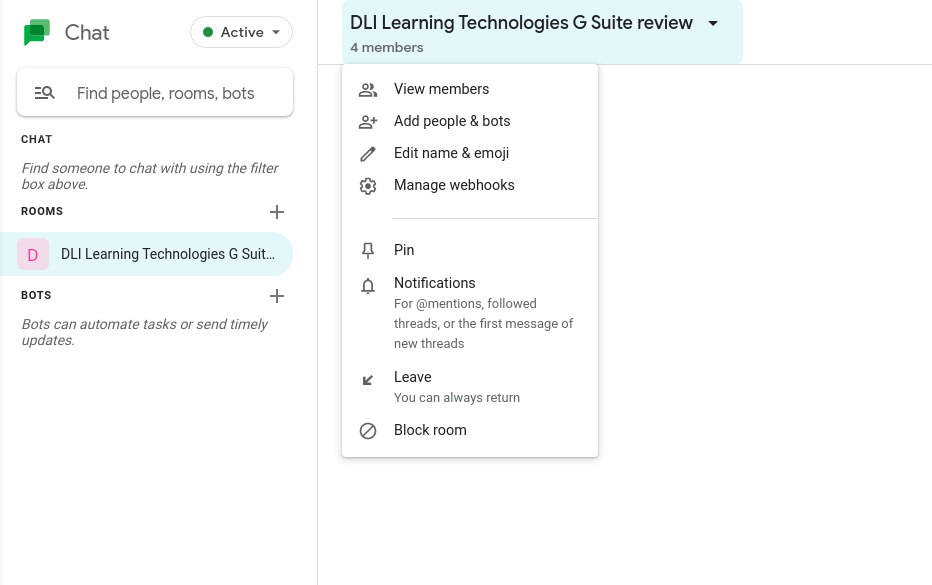 Chat
Active
Find people, rooms, bots
CHAT
Find someone to chat with using the filter
box above.
ROOMS
D
DLI Learning Technologies G Suit...
BOTS
Bots can automate tasks or send timely
updates.
DLI Learning Technologies G Suite review
4 members
View members
Add people & bots
Edit name & emoji
Manage webhooks
Pin
Notifications
For @mentions, followed
threads, or the first message of
new threads
Leave
You can always return
Block room